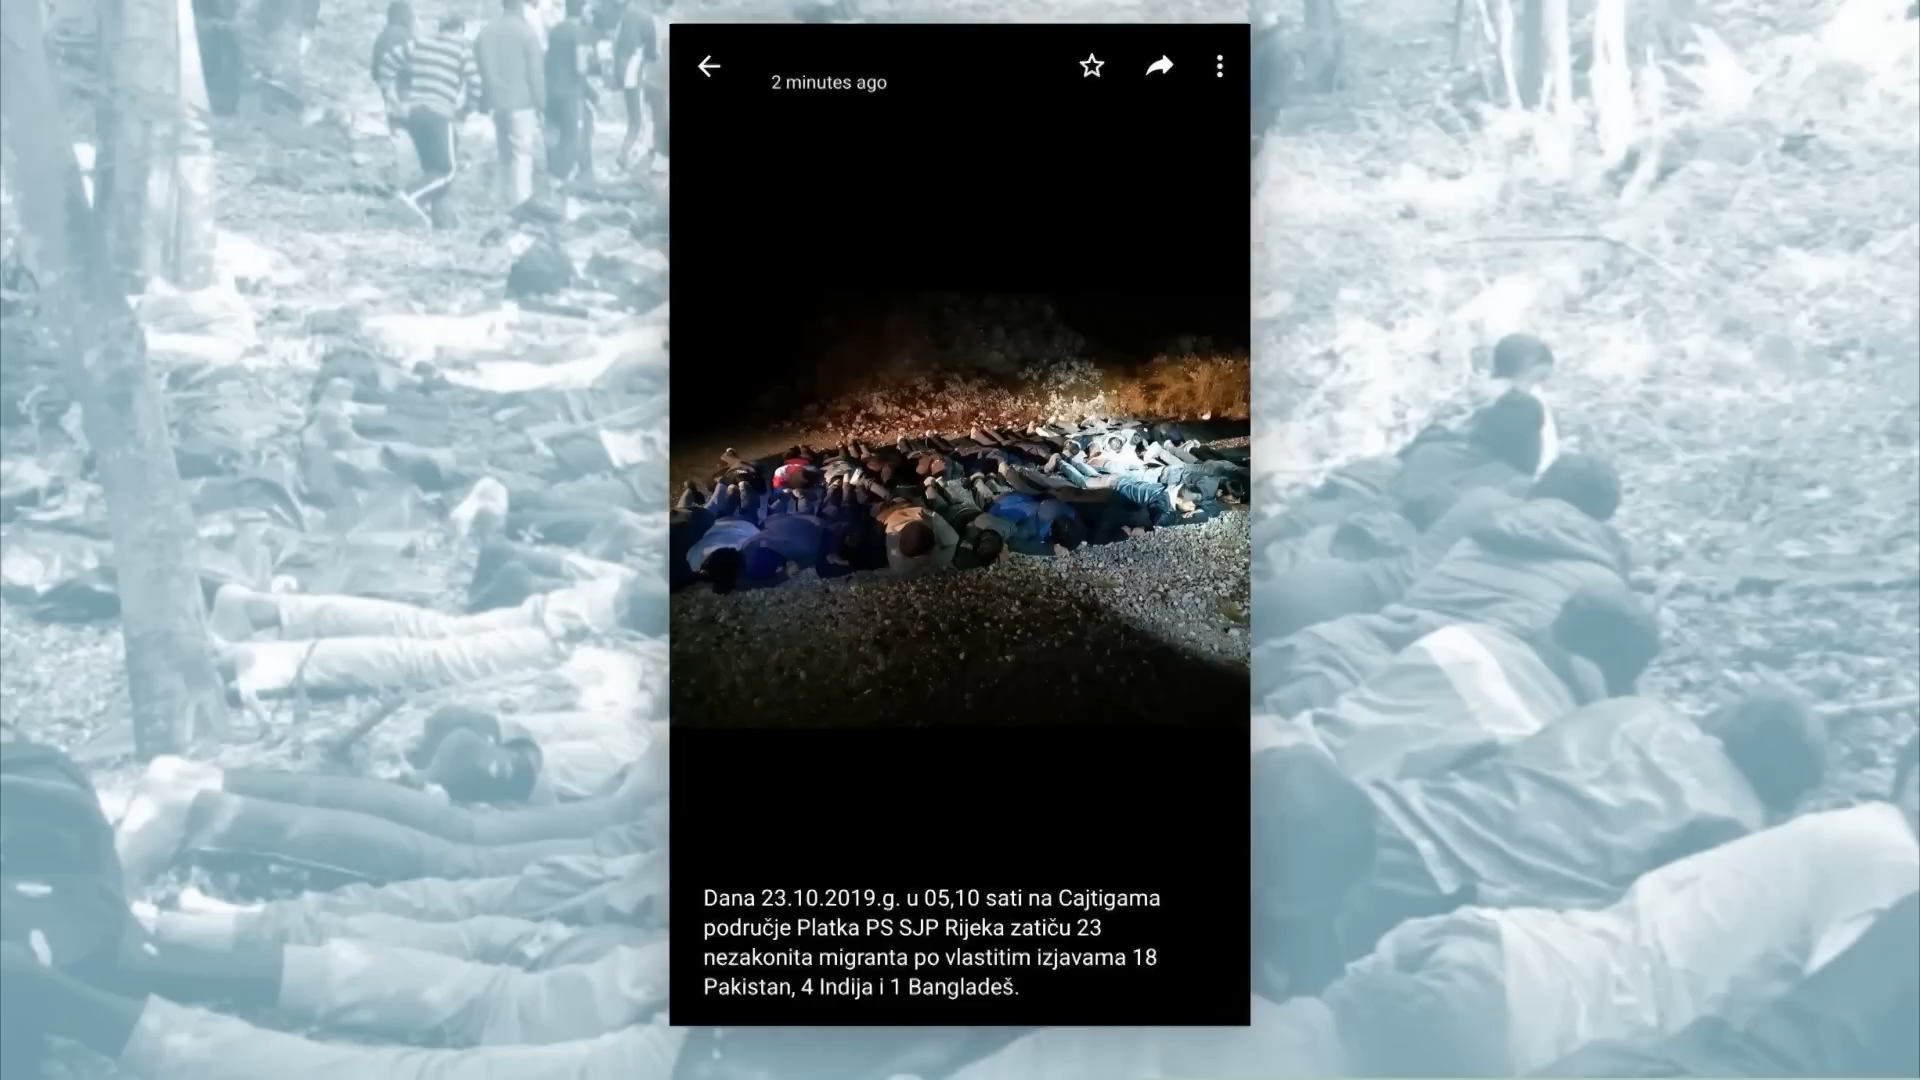 2 minutes ago
Dana 23.10.2019.g. u 05,10 sati na Cajtigama
područje Platka PS SJP Rijeka zatiču 23
nezakonita migranta po vlastitim izjavama 18
Pakistan, 4 Indija i 1 Bangladeš.